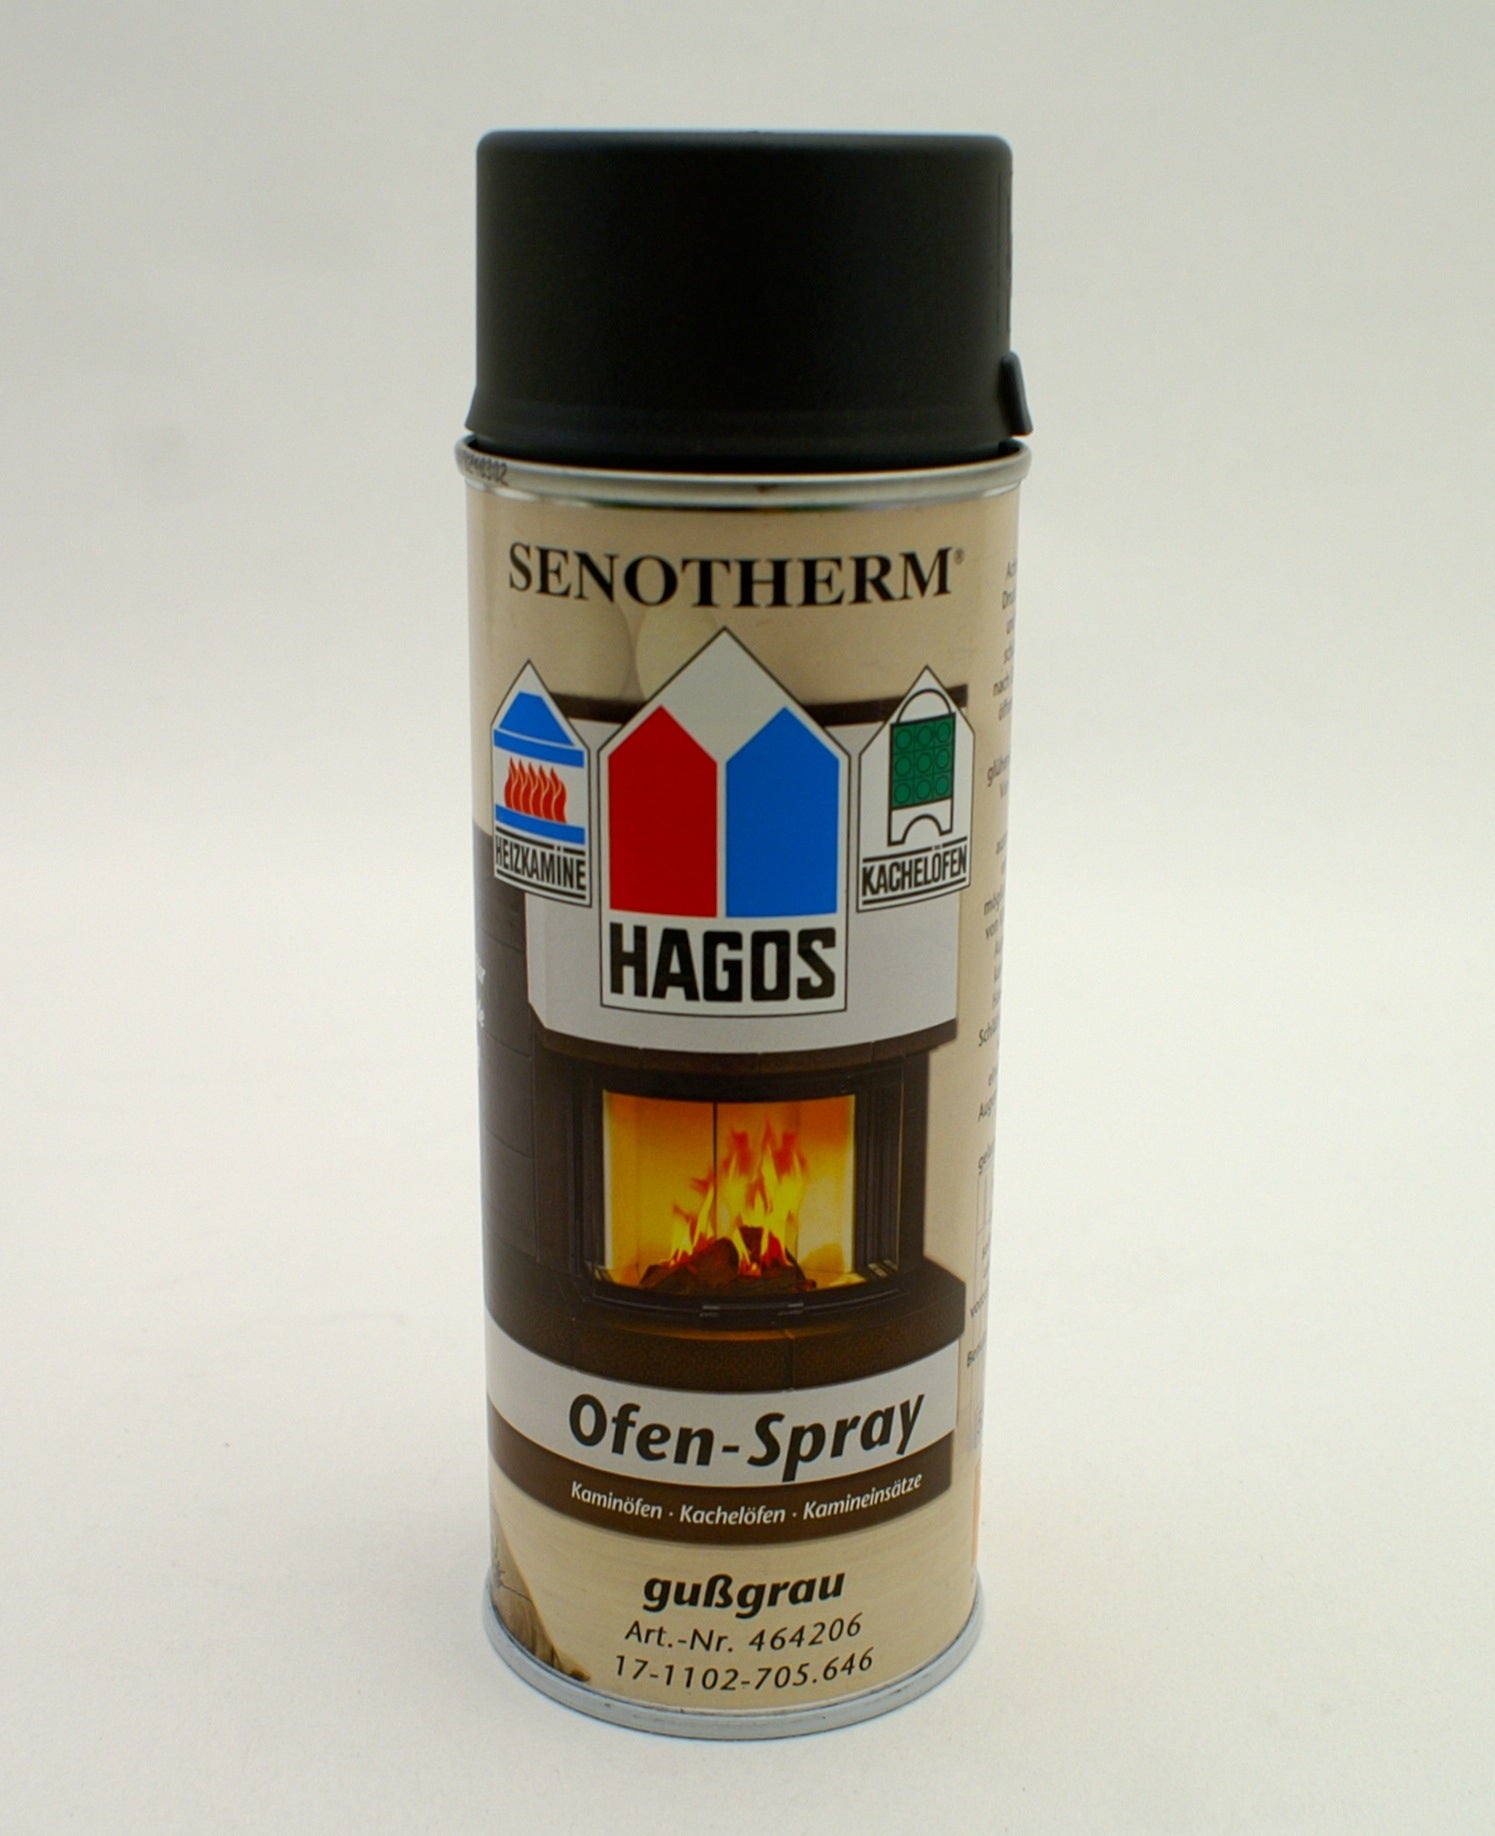 SENOTHERM®
HEIZKAMINE
HAGOS
KACHELÖFEN
Ofen-Spray
Kaminöfen · Kachelöfen · Kamineinsätze
gußgrau
Art.-Nr. 464206
17-1102-705.646